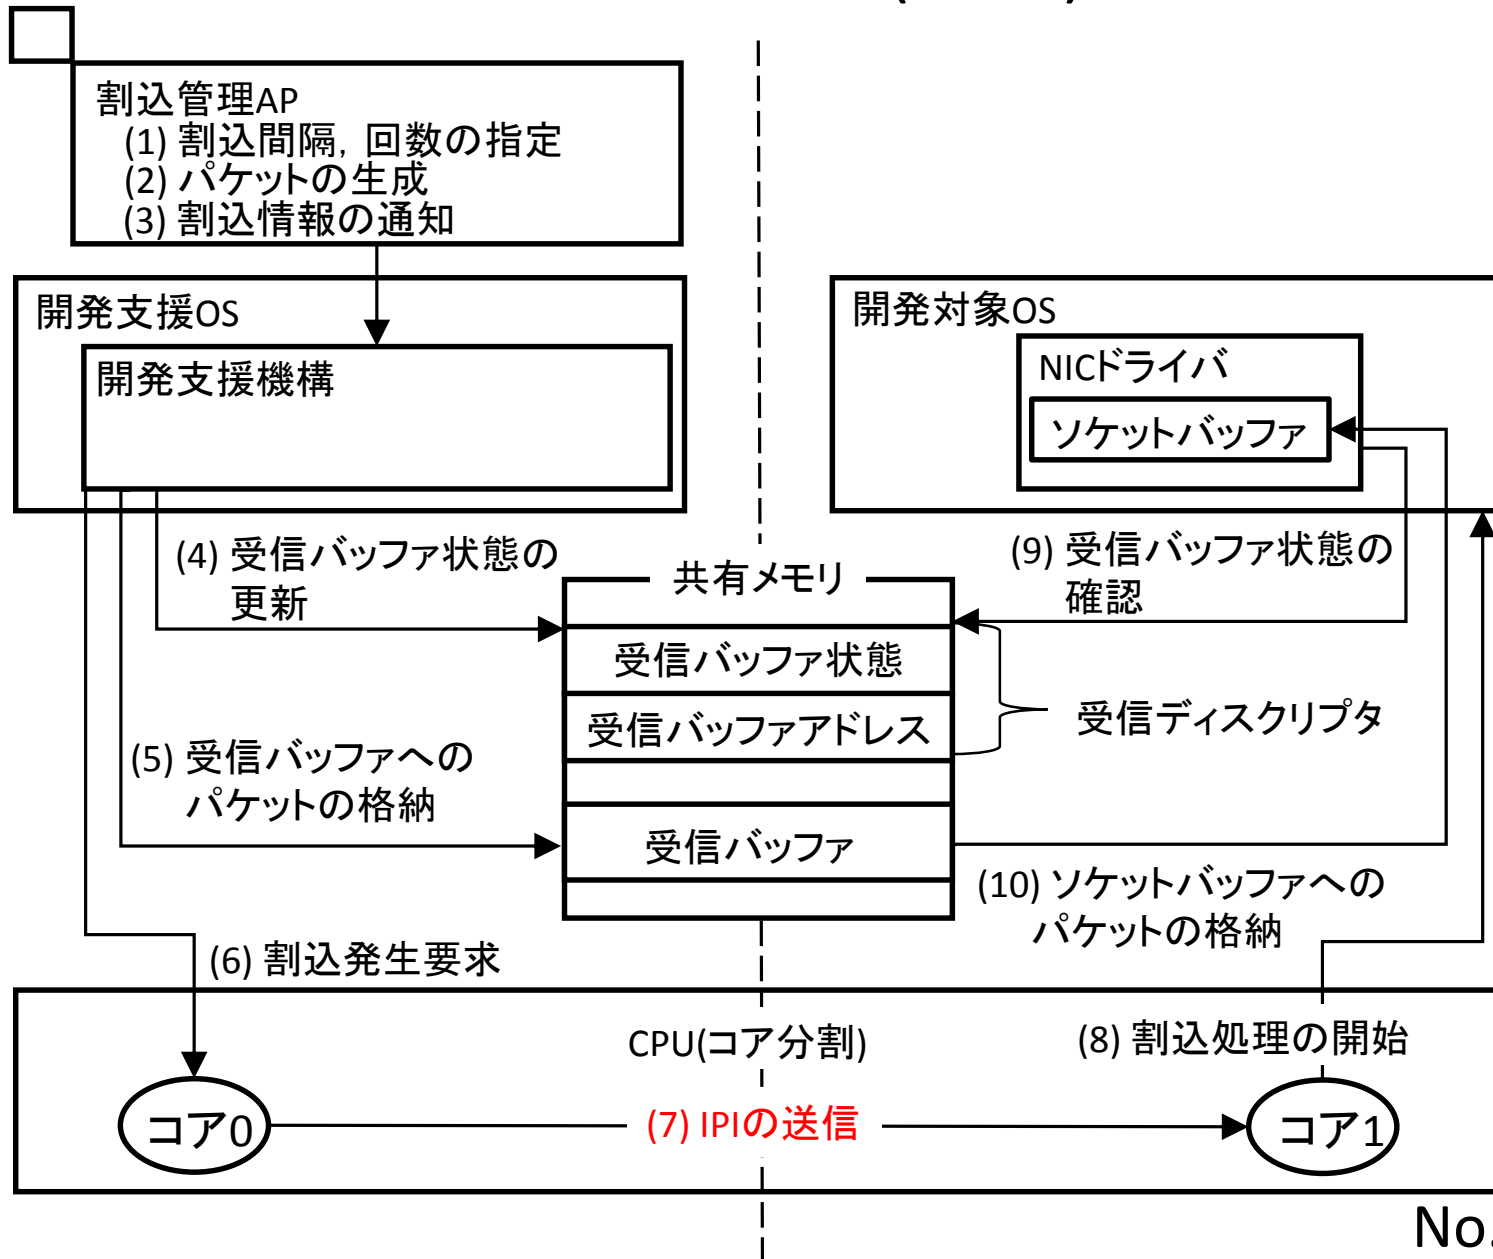 割込管理AP
(1) 割込間隔, 回数の指定
(2) パケットの生成
(3) 割込情報の通知
開発支援OS
開発支援機構
開発対象OS
NICドライバ
ソケットバッファ
(4) 受信バッファ状態の
更新
(9) 受信バッファ状態の
確認
共有メモリ
受信バッファ状態
受信バッファアドレス
受信ディスクリプタ
(5) 受信バッファへの
パケットの格納
受信バッファ
(10) ソケットバッファへの
パケットの格納
(6) 割込発生要求
CPU(コア分割)
(8) 割込処理の開始
コア0
(7) IPIの送信
コア1
No.